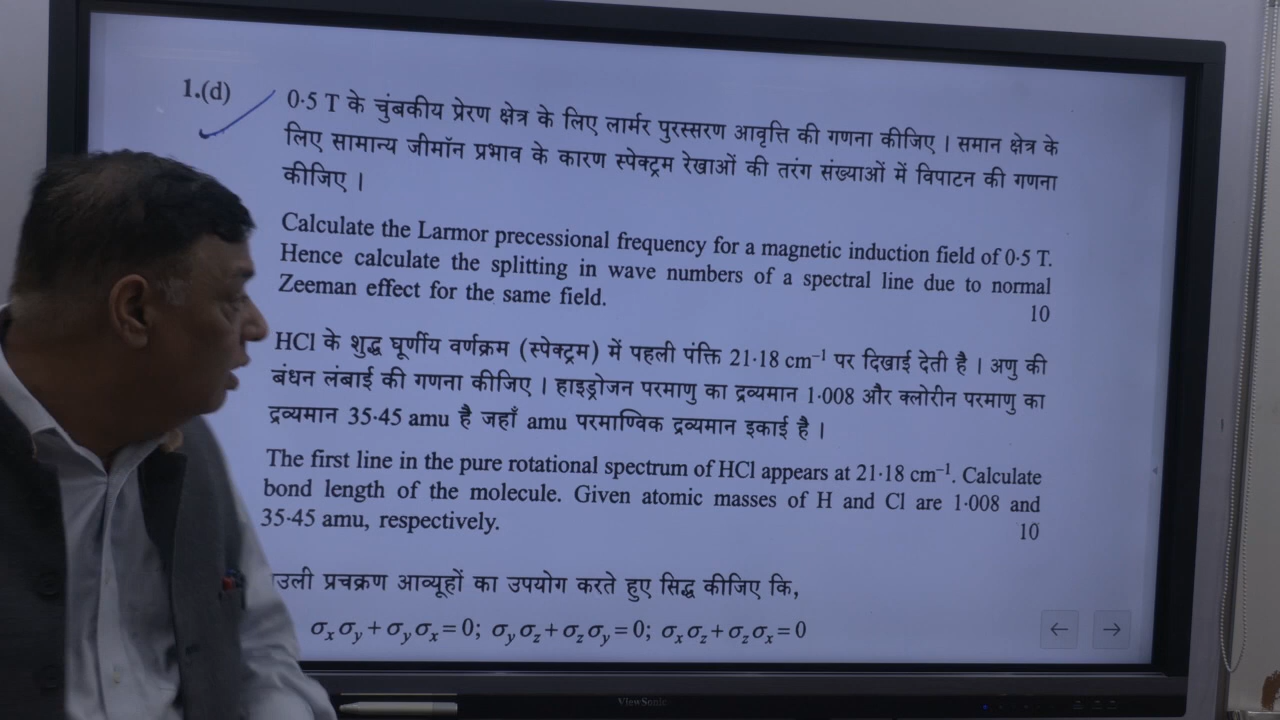 1.(d) 0·5 T के चुंबकीय प्रेरण क्षेत्र के लिए लार्मर पुरस्सरण आवृत्ति की गणना कीजिए । समान क्षेत्र के
लिए सामान्य जीमॉन प्रभाव के कारण स्पेक्ट्रम रेखाओं की तरंग संख्याओं में विपाटन की गणना
कीजिए ।
Calculate the Larmor precessional frequency for a magnetic induction field of 0·5 T.
Hence calculate the splitting in wave numbers of a spectral line due to normal
Zeeman effect for the same field. 10
HCl के शुद्ध घूर्णीय वर्णक्रम (स्पेक्ट्रम) में पहली पंक्ति 21·18 cm⁻¹ पर दिखाई देती है । अणु की
बंधन लंबाई की गणना कीजिए । हाइड्रोजन परमाणु का द्रव्यमान 1·008 और क्लोरीन परमाणु का
द्रव्यमान 35·45 amu है जहाँ amu परमाण्विक द्रव्यमान इकाई है ।
The first line in the pure rotational spectrum of HCl appears at 21·18 cm⁻¹. Calculate
bond length of the molecule. Given atomic masses of H and Cl are 1·008 and
35·45 amu, respectively. 10
प्रचक्रण आव्यूहों का उपयोग करते हुए सिद्ध कीजिए कि,
σₓσᵧ + σᵧσₓ = 0; σᵧσ_z + σ_zσᵧ = 0; σₓσ_z + σ_zσₓ = 0
ViewSonic